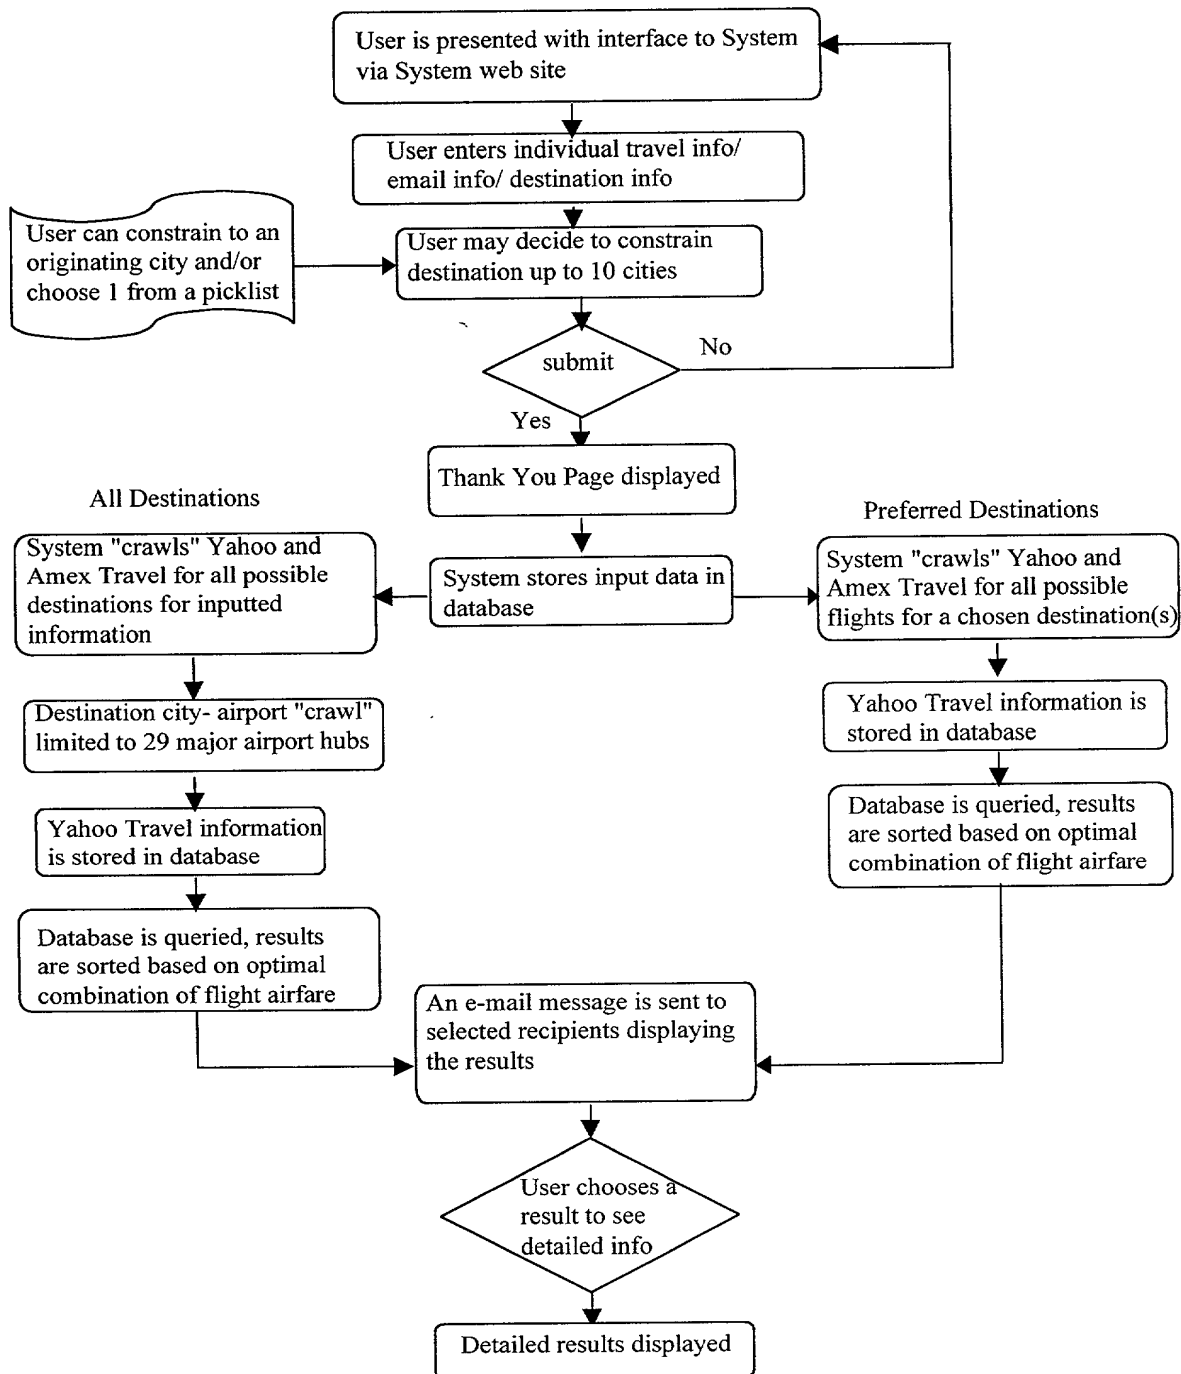 User is presented with interface to System
via System web site
User enters individual travel info/
email info/ destination info
User can constrain to an
originating city and/or
choose 1 from a picklist
User may decide to constrain
destination up to 10 cities
submit
No
Yes
Thank You Page displayed
All Destinations
Preferred Destinations
System "crawls" Yahoo and
Amex Travel for all possible
destinations for inputted
information
System stores input data in
database
System "crawls" Yahoo and
Amex Travel for all possible
flights for a chosen destination(s)
Destination city- airport "crawl"
limited to 29 major airport hubs
Yahoo Travel information is
stored in database
Yahoo Travel information
is stored in database
Database is queried, results
are sorted based on optimal
combination of flight airfare
Database is queried, results
are sorted based on optimal
combination of flight airfare
An e-mail message is sent to
selected recipients displaying
the results
User chooses a
result to see
detailed info
Detailed results displayed